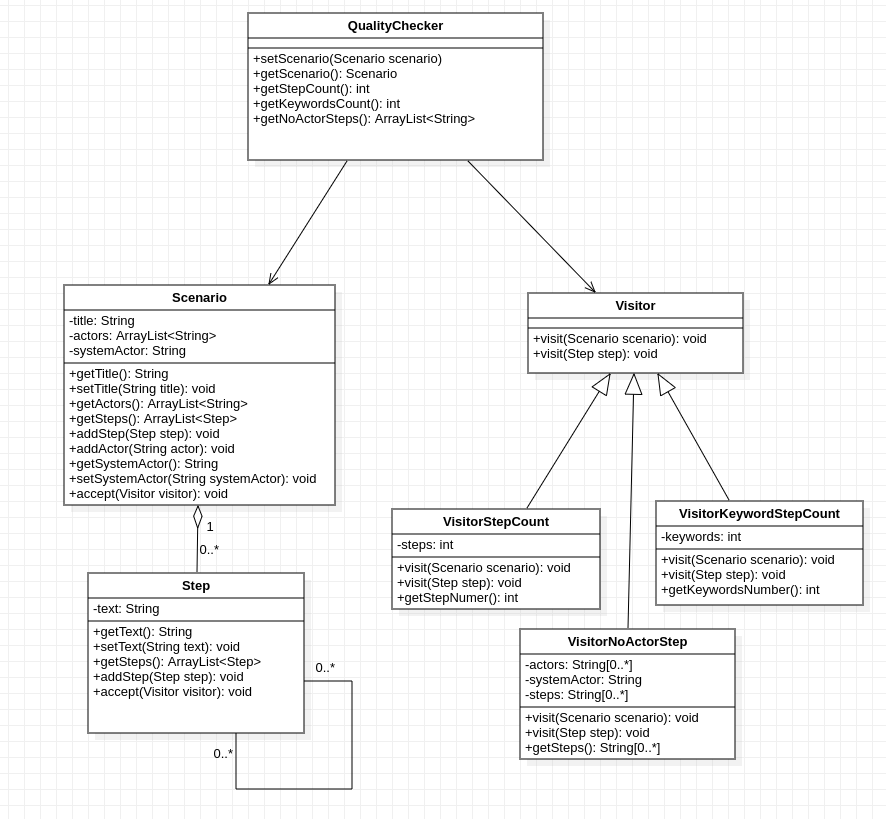 QualityChecker
+setScenario(Scenario scenario)
+getScenario(): Scenario
+getStepCount(): int
+getKeywordsCount(): int
+getNoActorSteps(): ArrayList<String>
Scenario
-title: String
-actors: ArrayList<String>
-systemActor: String
+getTitle(): String
+setTitle(String title): void
+getActors(): ArrayList<String>
+getSteps(): ArrayList<Step>
+addStep(Step step): void
+addActor(String actor): void
+getSystemActor(): String
+setSystemActor(String systemActor): void
+accept(Visitor visitor): void
Visitor
+visit(Scenario scenario): void
+visit(Step step): void
1
0..*
Step
-text: String
+getText(): String
+setText(String text): void
+getSteps(): ArrayList<Step>
+addStep(Step step): void
+accept(Visitor visitor): void
0..*
0..*
VisitorStepCount
-steps: int
+visit(Scenario scenario): void
+visit(Step step): void
+getStepNumer(): int
VisitorKeywordStepCount
-keywords: int
+visit(Scenario scenario): void
+visit(Step step): void
+getKeywordsNumber(): int
VisitorNoActorStep
-actors: String[0..*]
-systemActor: String
-steps: String[0..*]
+visit(Scenario scenario): void
+visit(Step step): void
+getSteps(): String[0..*]